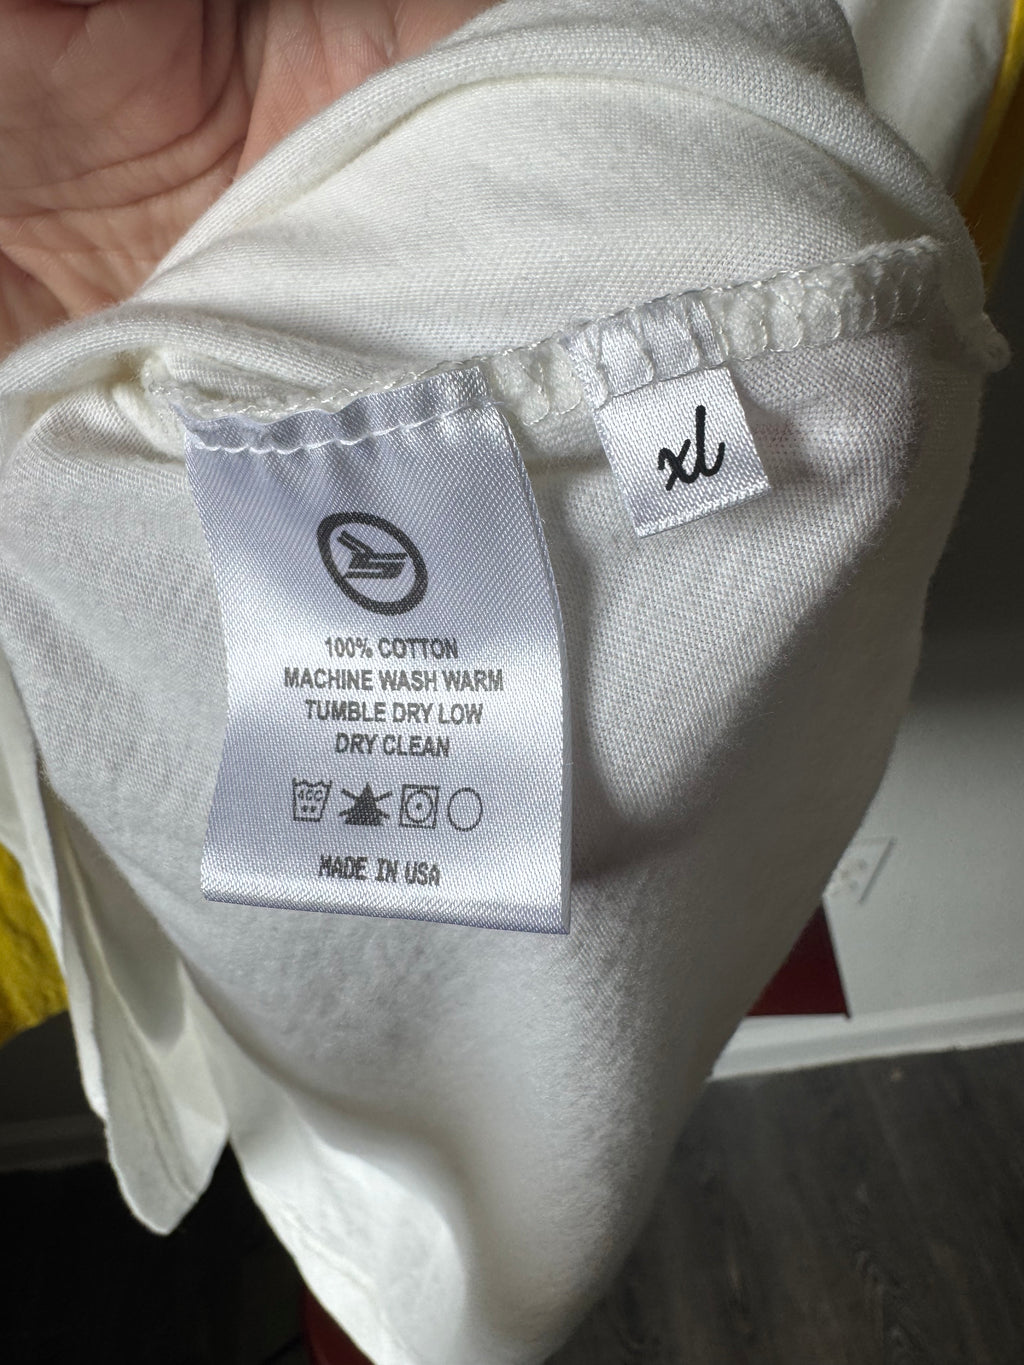 xl
100% COTTON
MACHINE WASH WARM
TUMBLE DRY LOW
DRY CLEAN
MADE IN USA